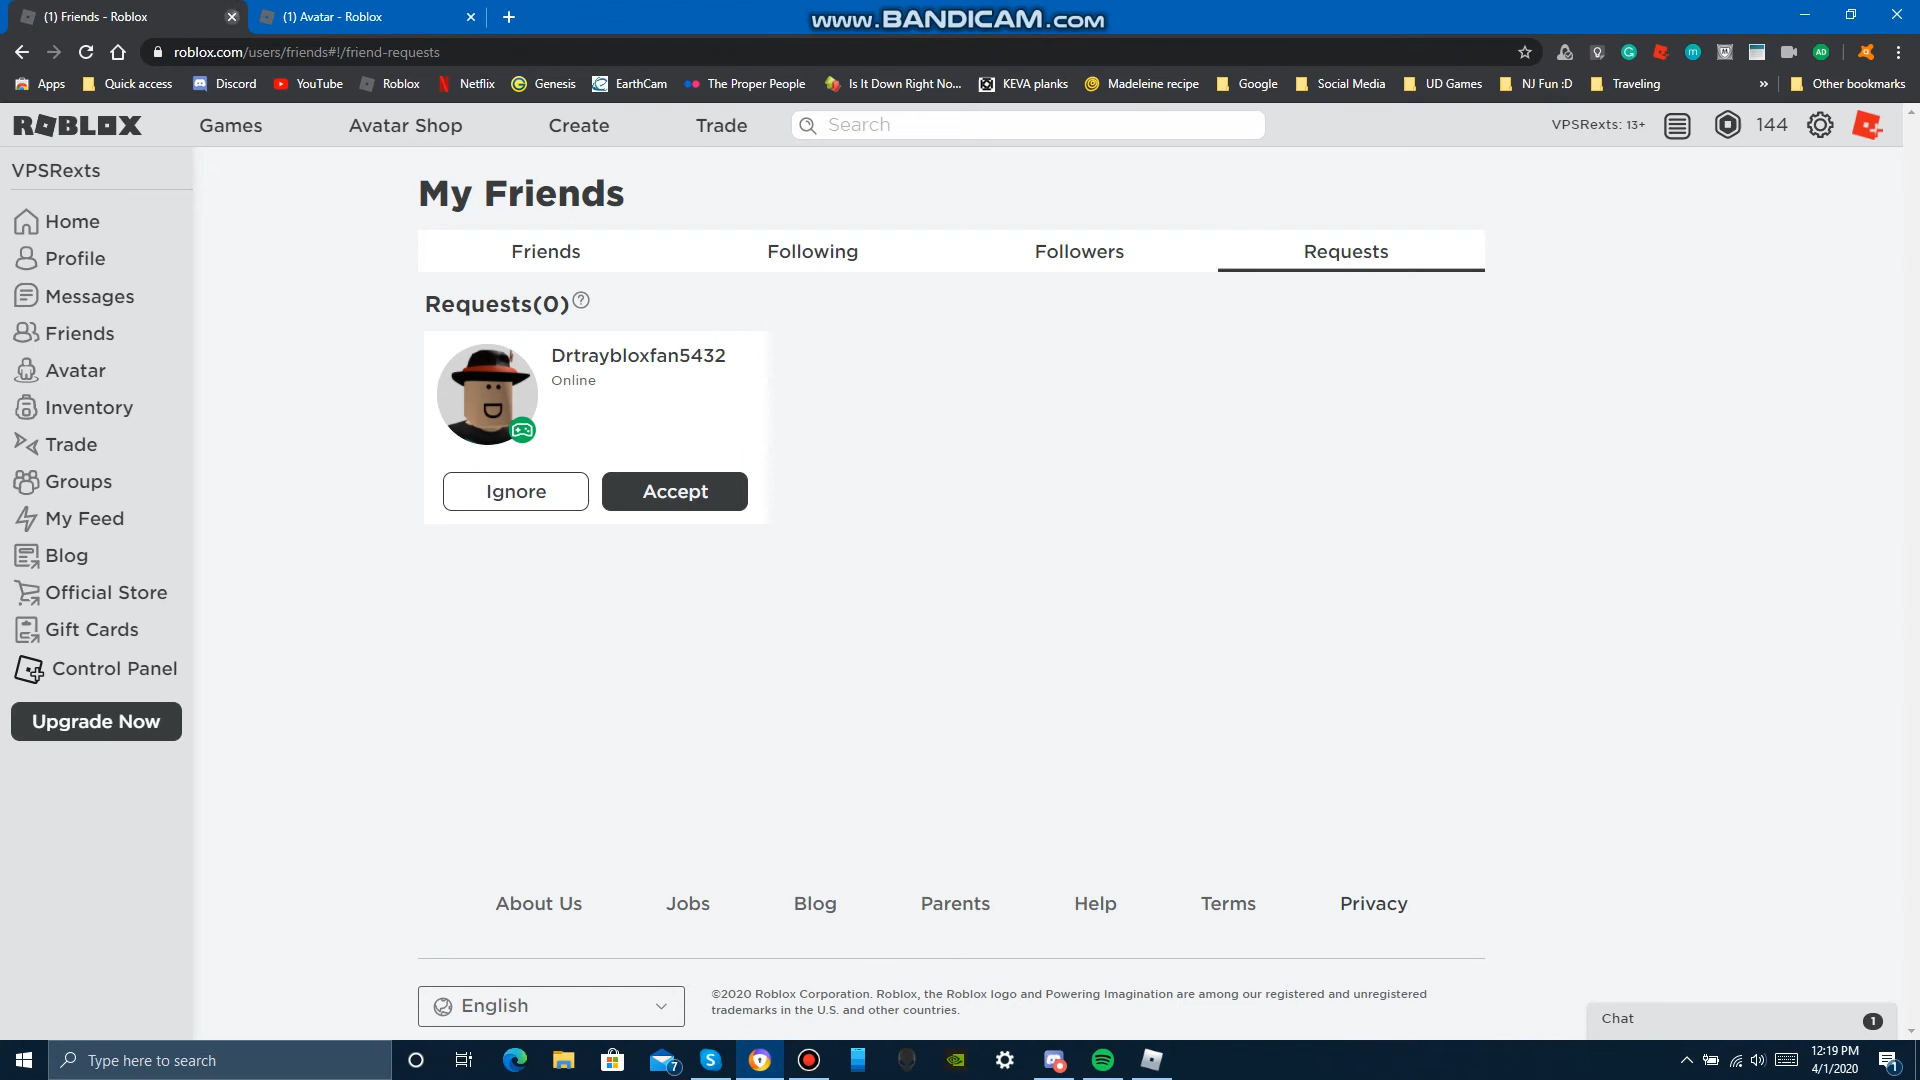 (1) Friends - Roblox
(1) Avatar - Roblox
www.BANDICAM.com
roblox.com/users/friends#!/friend-requests
Apps Quick access Discord YouTube Roblox Netflix Genesis EarthCam The Proper People Is It Down Right No... KEVA planks Madeleine recipe Google Social Media UD Games NJ Fun :D Traveling » Other bookmarks
ROBLOX Games Avatar Shop Create Trade Search VPSRexts: 13+ 144
VPSRexts
Home
Profile
Messages
Friends
Avatar
Inventory
Trade
Groups
My Feed
Blog
Official Store
Gift Cards
Control Panel
Upgrade Now
My Friends
Friends Following Followers Requests
Requests(0)
Drtraybloxfan5432
Online
Ignore Accept
About Us Jobs Blog Parents Help Terms Privacy
English
©2020 Roblox Corporation. Roblox, the Roblox logo and Powering Imagination are among our registered and unregistered
trademarks in the U.S. and other countries.
Chat 1
Type here to search
7
12:19 PM
4/1/2020
1